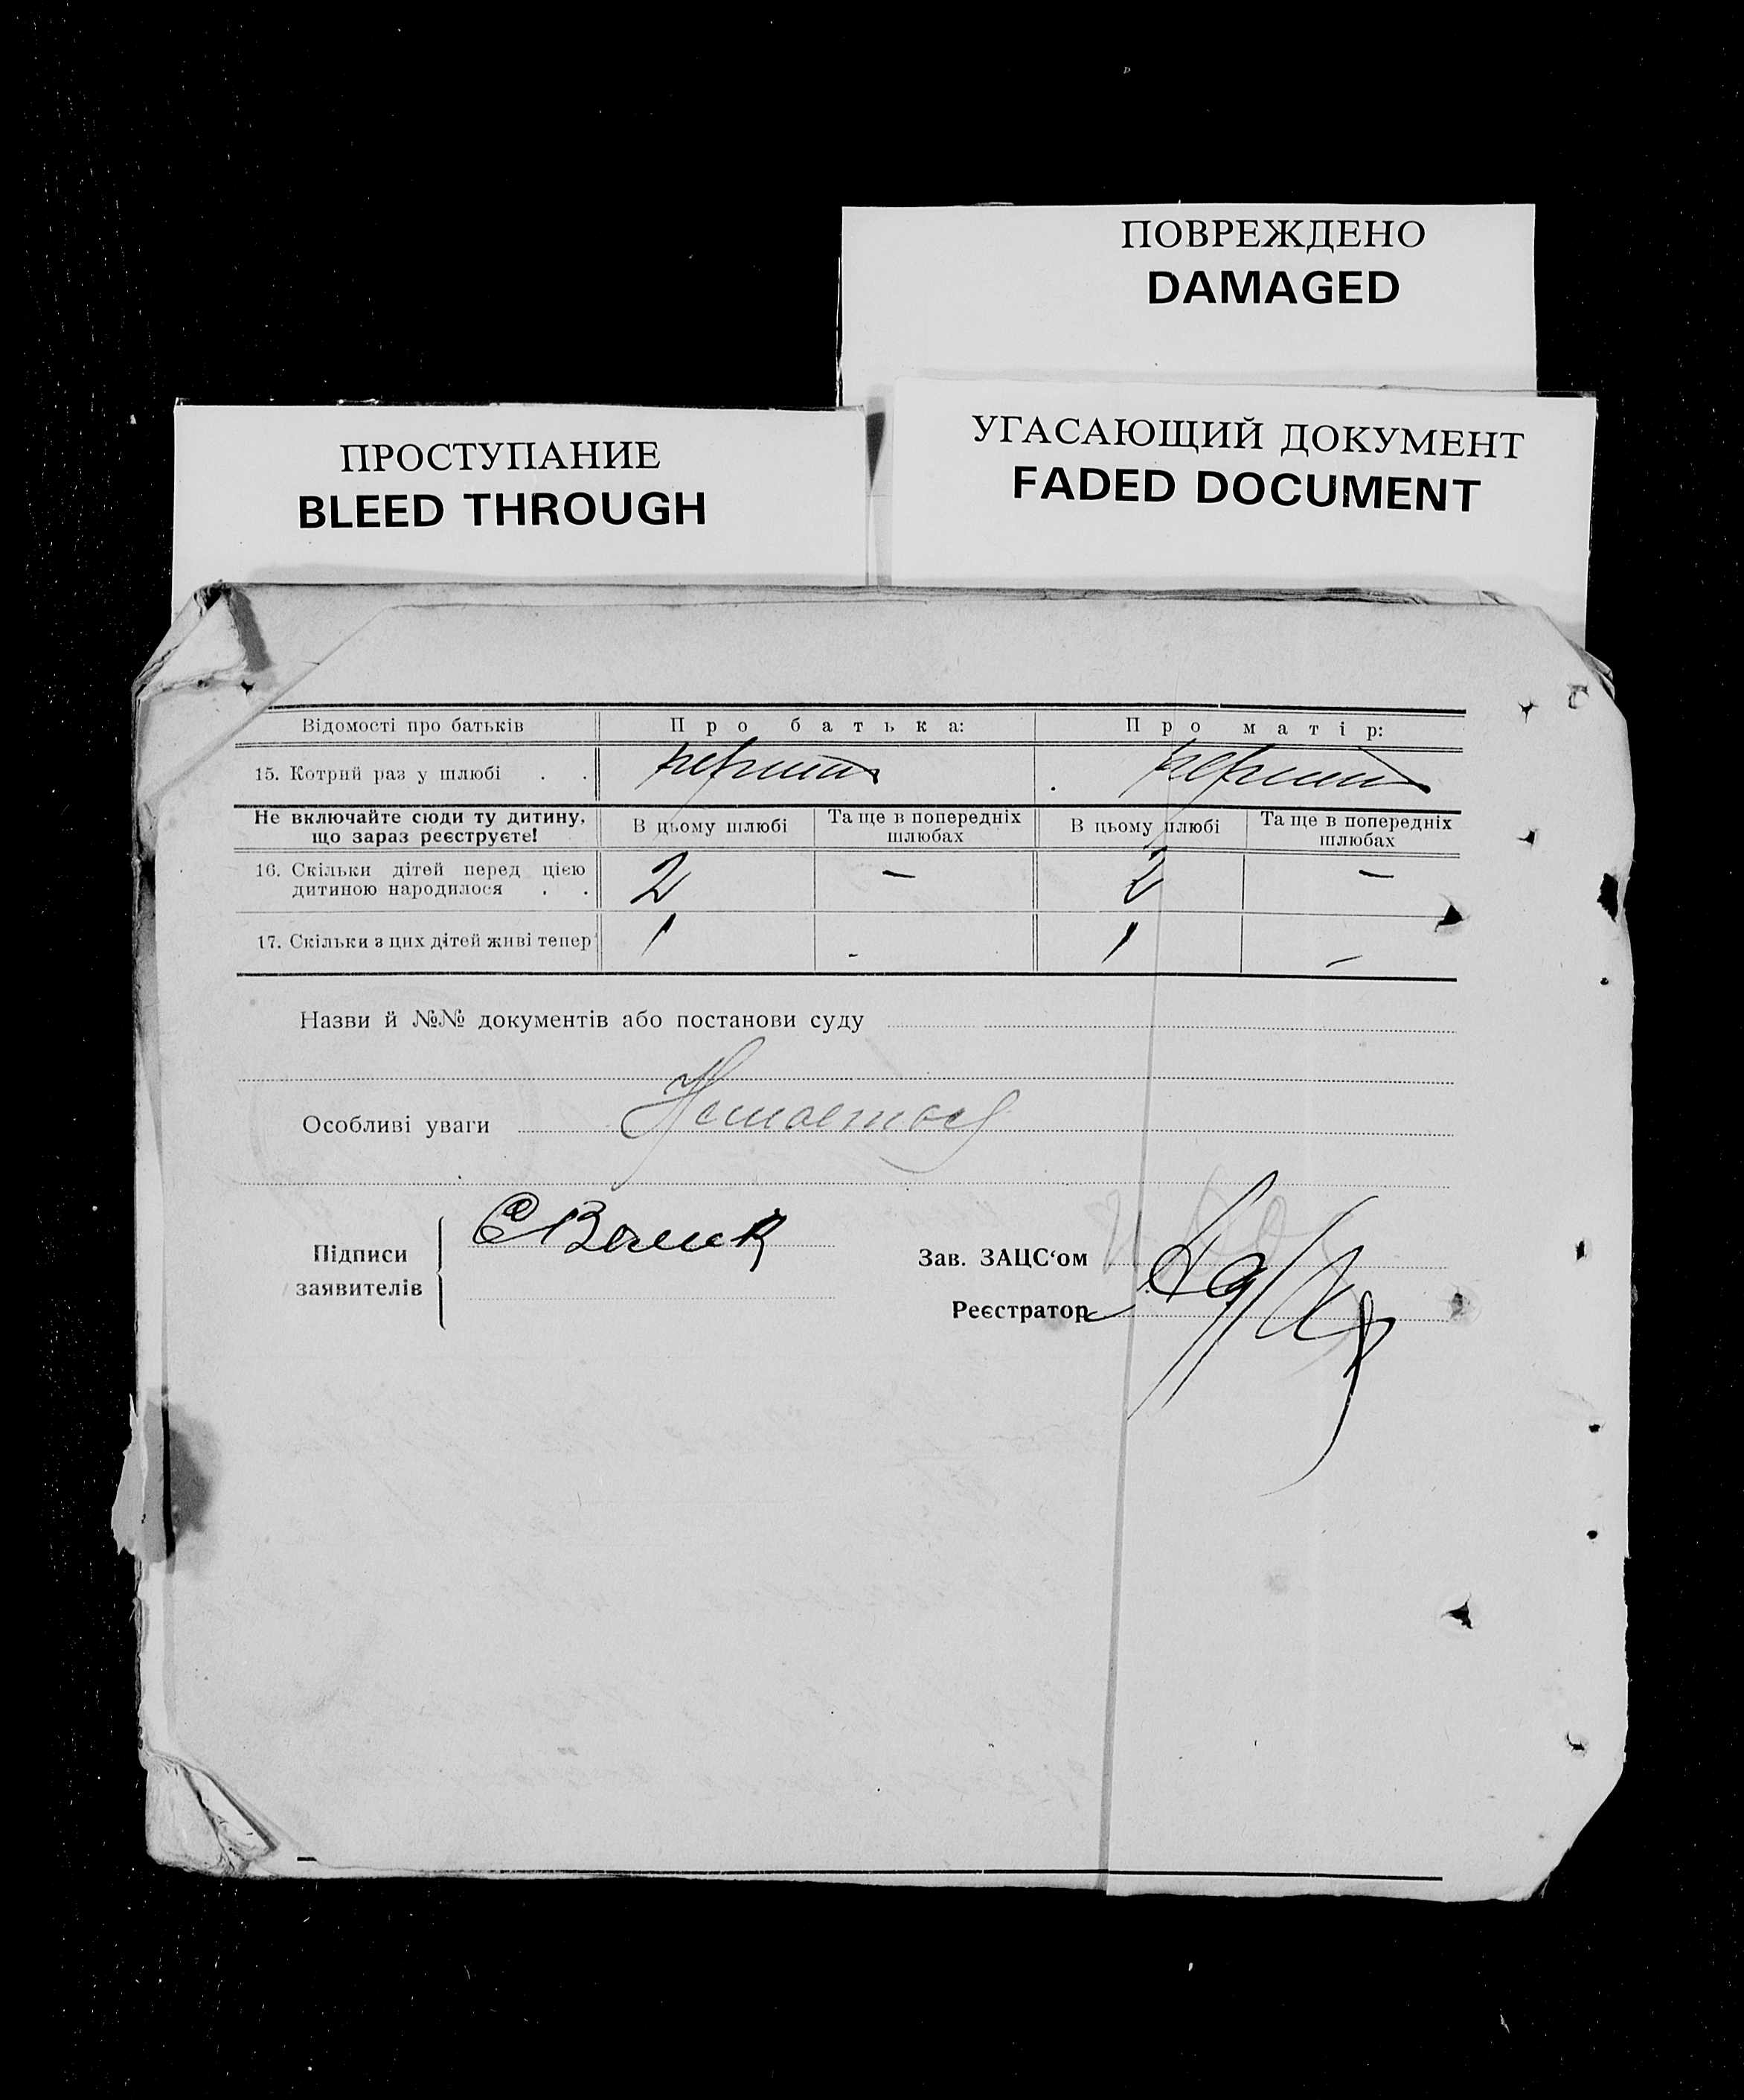 ПОВРЕЖДЕНО
DAMAGED
ПРОСТУПАНИЕ
BLEED THROUGH
УГАСАЮЩИЙ ДОКУМЕНТ
FADED DOCUMENT
Відомості про батьків Про батька: Про матір:
15. Котрий раз у шлюбі . .
Не включайте сюди ту дитину, що зараз реєструєте! В цьому шлюбі Та ще в попередніх шлюбах В цьому шлюбі Та ще в попередніх шлюбах
16. Скільки дітей перед цією
дитиною народилося . . 2 — 2 —
17. Скільки з цих дітей живі тепер 1 - 1 —
Назви й №№ документів або постанови суду
Особливі уваги
Підписи
заявителів
Зав. ЗАЦС‘ом
Реєстратор